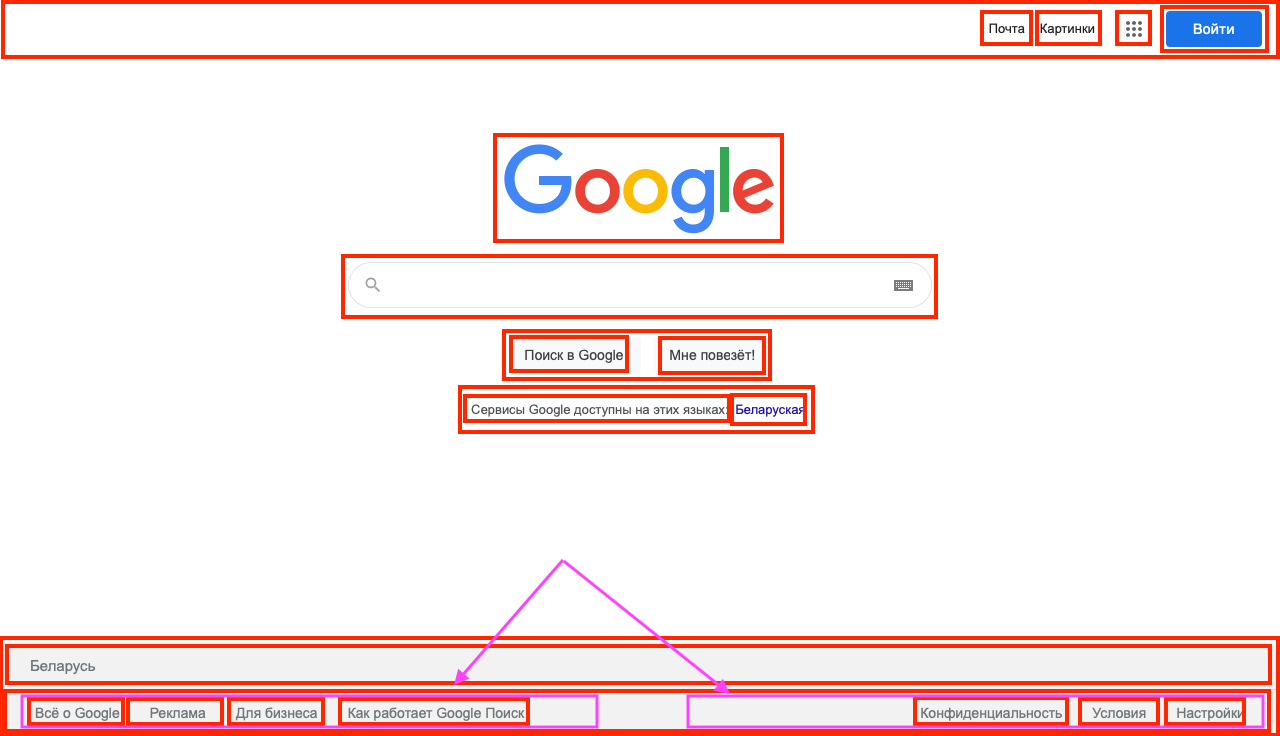 Почта Картинки Войти
Google
Поиск в Google Мне повезёт!
Сервисы Google доступны на этих языках: Беларуская
Беларусь
Всё о Google Реклама Для бизнеса Как работает Google Поиск Конфиденциальность Условия Настройки